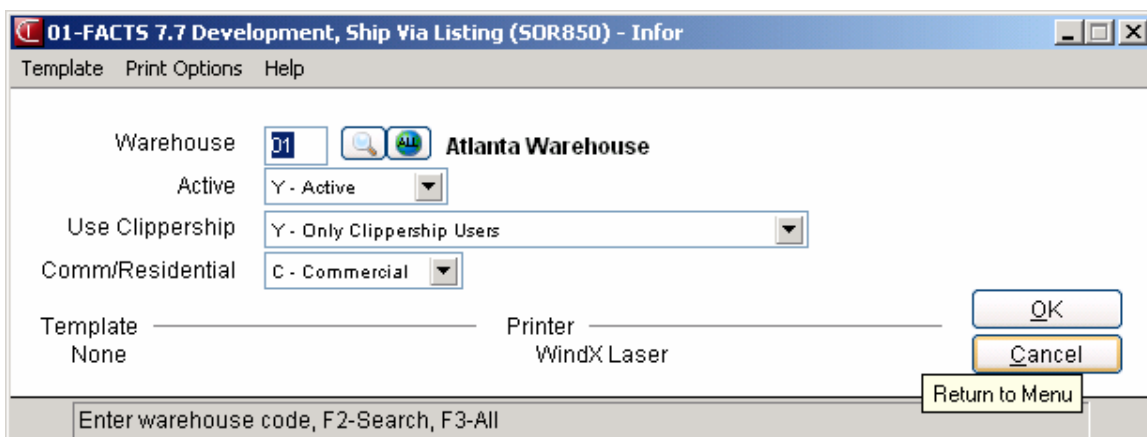 01-FACTS 7.7 Development, Ship Via Listing (SOR850) - Infor
Template Print Options Help
Warehouse 01 ALL Atlanta Warehouse
Active Y - Active
Use Clippership Y - Only Clippership Users
Comm/Residential C - Commercial
OK
Template Printer
None WindX Laser Cancel
Return to Menu
Enter warehouse code, F2-Search, F3-All